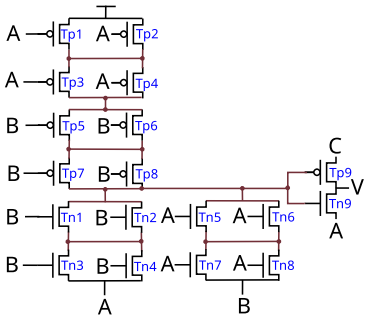 A Tp1 A Tp2
A Tp3 A Tp4
B Tp5 B Tp6
C
B Tp7 B Tp8 Tp9
V
B Tn1 B Tn2 A Tn5 A Tn6 Tn9
A
B Tn3 B Tn4 A Tn7 A Tn8
A B